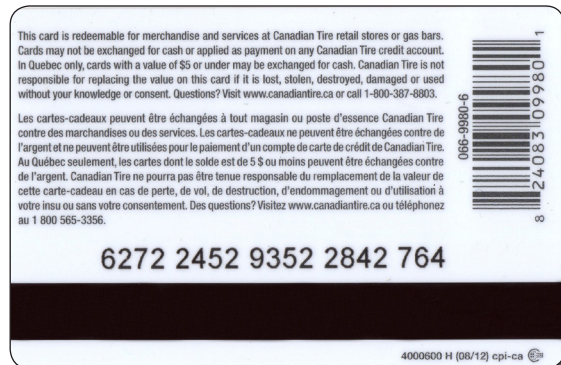 This card is redeemable for merchandise and services at Canadian Tire retail stores or gas bars.
Cards may not be exchanged for cash or applied as payment on any Canadian Tire credit account.
In Quebec only, cards with a value of $5 or under may be exchanged for cash. Canadian Tire is not
responsible for replacing the value on this card if it is lost, stolen, destroyed, damaged or used
without your knowledge or consent. Questions? Visit www.canadiantire.ca or call 1-800-387-8803.
Les cartes-cadeaux peuvent être échangées à tout magasin ou poste d'essence Canadian Tire
contre des marchandises ou des services. Les cartes-cadeaux ne peuvent être échangées contre de
l'argent et ne peuvent être utilisées pour le paiement d'un compte de carte de crédit de Canadian Tire.
Au Québec seulement, les cartes dont le solde est de 5 $ ou moins peuvent être échangées contre
de l'argent. Canadian Tire ne pourra pas être tenue responsable du remplacement de la valeur de
cette carte-cadeau en cas de perte, de vol, de destruction, d'endommagement ou d'utilisation à
votre insu ou sans votre consentement. Des questions? Visitez www.canadiantire.ca ou téléphonez
au 1 800 565-3356.
066-9980-6
8 24083 09980 1
6272 2452 9352 2842 764
4000600 H (08/12) cpi-ca